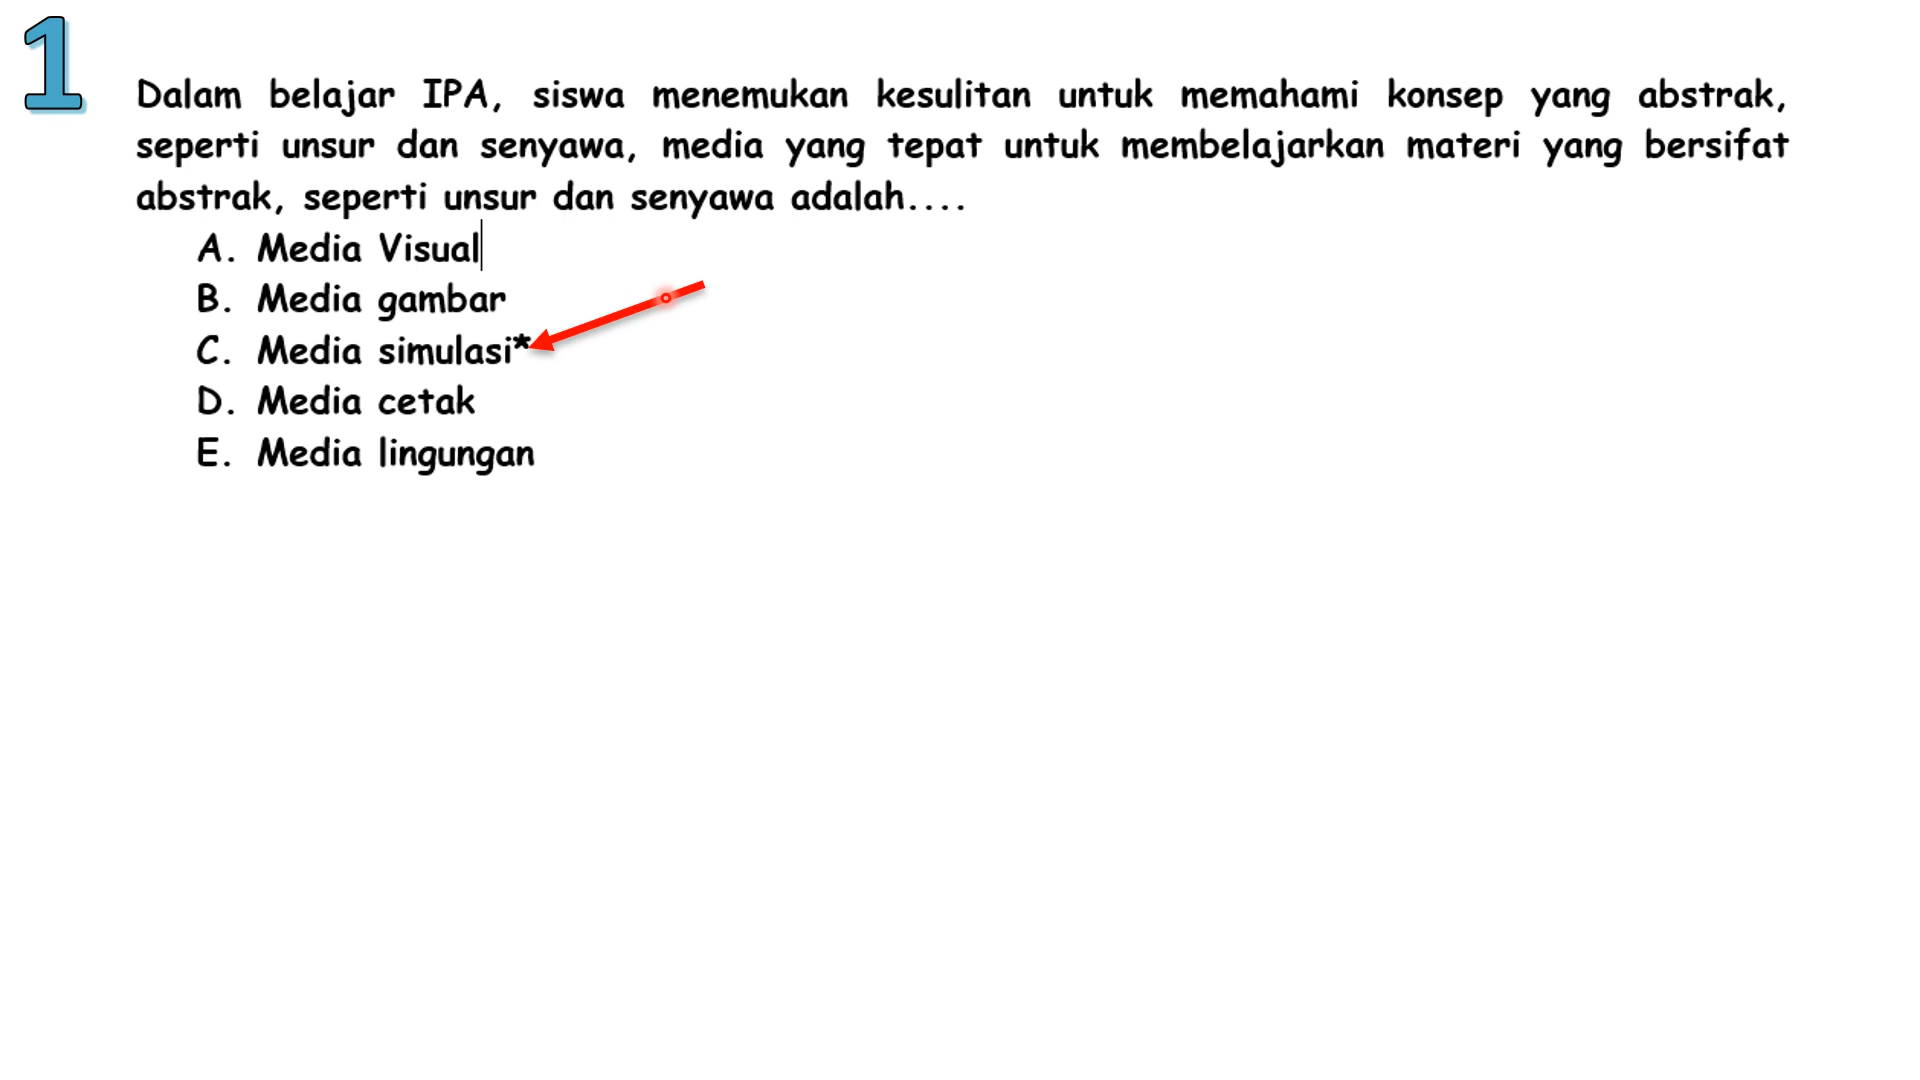 1
Dalam belajar IPA, siswa menemukan kesulitan untuk memahami konsep yang abstrak,
seperti unsur dan senyawa, media yang tepat untuk membelajarkan materi yang bersifat
abstrak, seperti unsur dan senyawa adalah....
A. Media Visual
B. Media gambar
C. Media simulasi*
D. Media cetak
E. Media lingungan